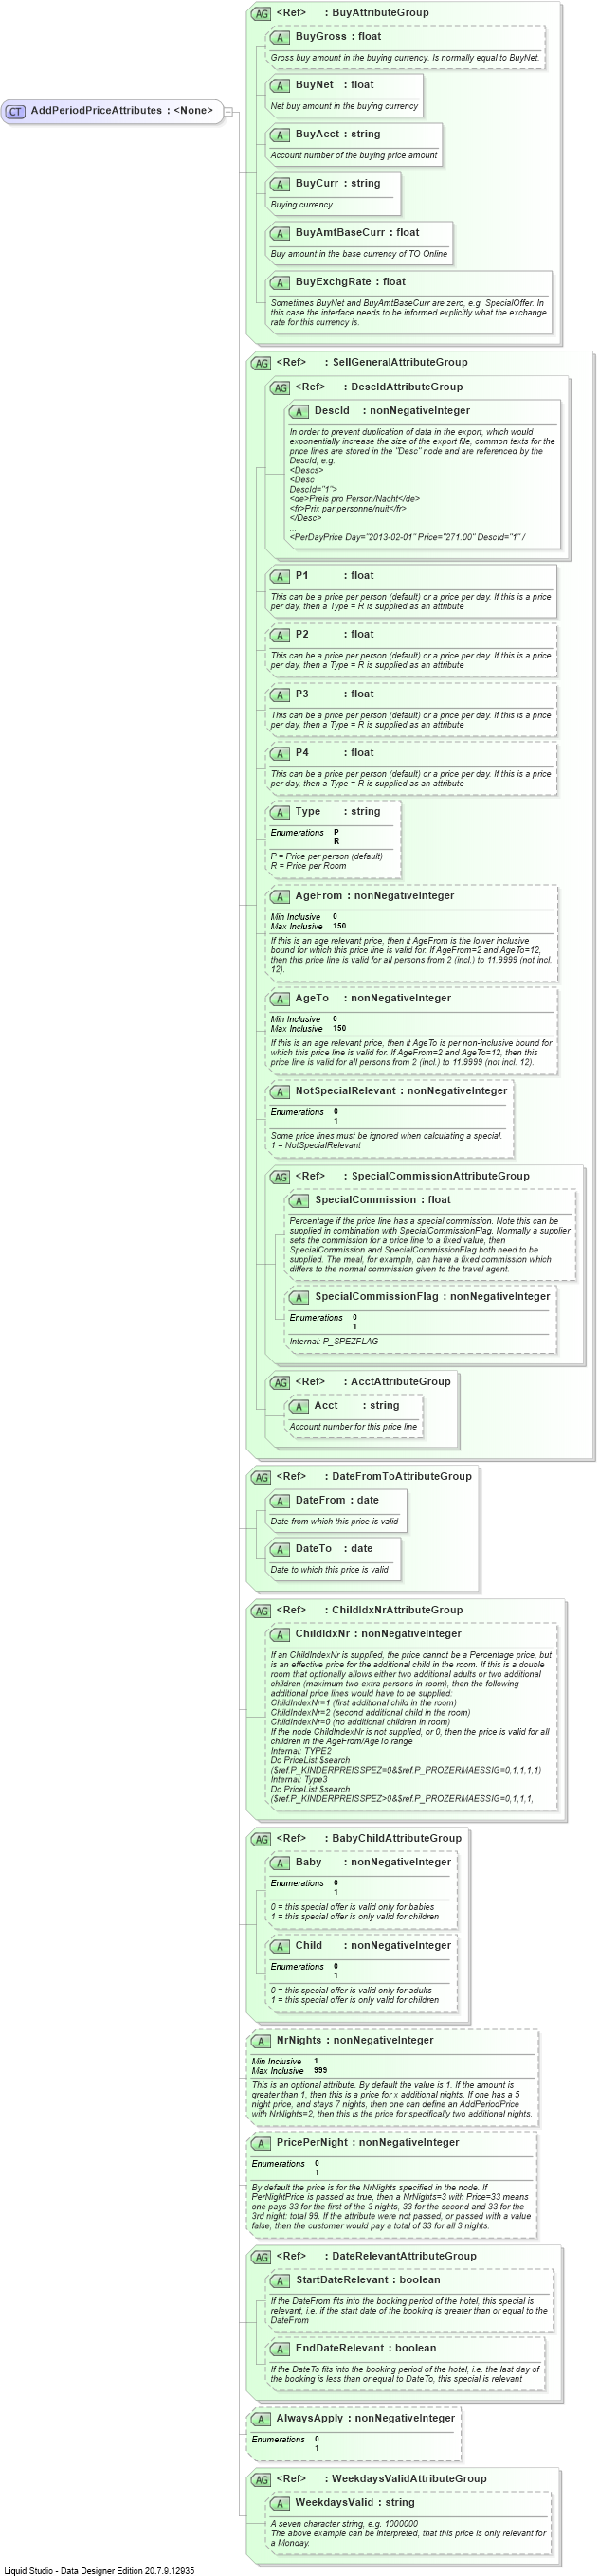 AG <Ref> : BuyAttributeGroup
A BuyGross : float
Gross buy amount in the buying currency. Is normally equal to BuyNet.
A BuyNet : float
Net buy amount in the buying currency
CT AddPeriodPriceAttributes : <None>
A BuyAcct : string
Account number of the buying price amount
A BuyCurr : string
Buying currency
A BuyAmtBaseCurr : float
Buy amount in the base currency of TO Online
A BuyExchgRate : float
Sometimes BuyNet and BuyAmtBaseCurr are zero, e.g. SpecialOffer. In
this case the interface needs to be informed explicitly what the exchange
rate for this currency is.
AG <Ref> : SellGeneralAttributeGroup
AG <Ref> : DescIdAttributeGroup
A DescId : nonNegativeInteger
In order to prevent duplication of data in the export, which would
exponentially increase the size of the export file, common texts for the
price lines are stored in the "Desc" node and are referenced by the
DescId, e.g.
<Descs>
<Desc
DescId="1">
<de>Preis pro Person/Nacht</de>
<fr>Prix par personne/nuit</fr>
</Desc>
...
<PerDayPrice Day="2013-02-01" Price="271.00" DescId="1" /
A P1 : float
This can be a price per person (default) or a price per day. If this is a price
per day, then a Type = R is supplied as an attribute
A P2 : float
This can be a price per person (default) or a price per day. If this is a price
per day, then a Type = R is supplied as an attribute
A P3 : float
This can be a price per person (default) or a price per day. If this is a price
per day, then a Type = R is supplied as an attribute
A P4 : float
This can be a price per person (default) or a price per day. If this is a price
per day, then a Type = R is supplied as an attribute
A Type : string
Enumerations P
R
P = Price per person (default)
R = Price per Room
A AgeFrom : nonNegativeInteger
Min Inclusive 0
Max Inclusive 150
If this is an age relevant price, then it AgeFrom is the lower inclusive
bound for which this price line is valid for. If AgeFrom=2 and AgeTo=12,
then this price line is valid for all persons from 2 (incl.) to 11.9999 (not incl.
12).
A AgeTo : nonNegativeInteger
Min Inclusive 0
Max Inclusive 150
If this is an age relevant price, then it AgeTo is per non-inclusive bound for
which this price line is valid for. If AgeFrom=2 and AgeTo=12, then this
price line is valid for all persons from 2 (incl.) to 11.9999 (not incl. 12).
A NotSpecialRelevant : nonNegativeInteger
Enumerations 0
1
Some price lines must be ignored when calculating a special.
1 = NotSpecialRelevant
AG <Ref> : SpecialCommissionAttributeGroup
A SpecialCommission : float
Percentage if the price line has a special commission. Note this can be
supplied in combination with SpecialCommissionFlag. Normally a supplier
sets the commission for a price line to a fixed value, then
SpecialCommission and SpecialCommissionFlag both need to be
supplied. The meal, for example, can have a fixed commission which
differs to the normal commission given to the travel agent.
A SpecialCommissionFlag : nonNegativeInteger
Enumerations 0
1
Internal: P_SPEZFLAG
AG <Ref> : AcctAttributeGroup
A Acct : string
Account number for this price line
AG <Ref> : DateFromToAttributeGroup
A DateFrom : date
Date from which this price is valid
A DateTo : date
Date to which this price is valid
AG <Ref> : ChildIdxNrAttributeGroup
A ChildIdxNr : nonNegativeInteger
If an ChildIndexNr is supplied, the price cannot be a Percentage price, but
is an effective price for the additional child in the room. If this is a double
room that optionally allows either two additional adults or two additional
children (maximum two extra persons in room), then the following
additional price lines would have to be supplied:
ChildIndexNr=1 (first additional child in the room)
ChildIndexNr=2 (second additional child in the room)
ChildIndexNr=0 (no additional children in room)
If the node ChildIndexNr is not supplied, or 0, then the price is valid for all
children in the AgeFrom/AgeTo range
Internal: TYPE2
Do PriceList.$search
($ref.P_KINDERPREISSPEZ=0&$ref.P_PROZERMAESSIG=0,1,1,1,1)
Internal: Type3
Do PriceList.$search
($ref.P_KINDERPREISSPEZ>0&$ref.P_PROZERMAESSIG=0,1,1,1,
AG <Ref> : BabyChildAttributeGroup
A Baby : nonNegativeInteger
Enumerations 0
1
0 = this special offer is valid only for babies
1 = this special offer is only valid for children
A Child : nonNegativeInteger
Enumerations 0
1
0 = this special offer is valid only for adults
1 = this special offer is only valid for children
A NrNights : nonNegativeInteger
Min Inclusive 1
Max Inclusive 999
This is an optional attribute. By default the value is 1. If the amount is
greater than 1, then this is a price for x additional nights. If one has a 5
night price, and stays 7 nights, then one can define an AddPeriodPrice
with NrNights=2, then this is the price for specifically two additional nights.
A PricePerNight : nonNegativeInteger
Enumerations 0
1
By default the price is for the NrNights specified in the node. If
PerNightPrice is passed as true, then a NrNights=3 with Price=33 means
one pays 33 for the first of the 3 nights, 33 for the second and 33 for the
3rd night: total 99. If the attribute were not passed, or passed with a value
false, then the customer would pay a total of 33 for all 3 nights.
AG <Ref> : DateRelevantAttributeGroup
A StartDateRelevant : boolean
If the DateFrom fits into the booking period of the hotel, this special is
relevant, i.e. if the start date of the booking is greater than or equal to the
DateFrom
A EndDateRelevant : boolean
If the DateTo fits into the booking period of the hotel, i.e. the last day of
the booking is less than or equal to DateTo, this special is relevant
A AlwaysApply : nonNegativeInteger
Enumerations 0
1
AG <Ref> : WeekdaysValidAttributeGroup
A WeekdaysValid : string
A seven character string, e.g. 1000000
The above example can be interpreted, that this price is only relevant for
a Monday.
Liquid Studio - Data Designer Edition 20.7.9.12935